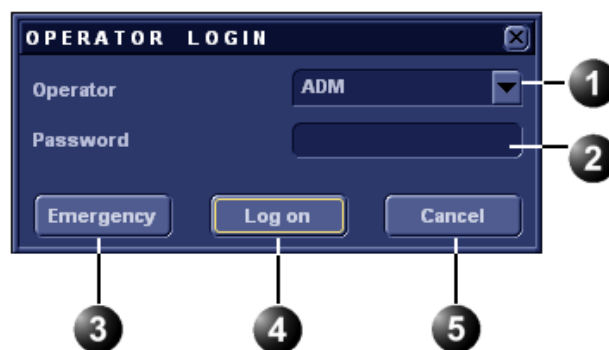 OPERATOR LOGIN
Operator ADM 1
Password 2
Emergency Log on Cancel
3 4 5